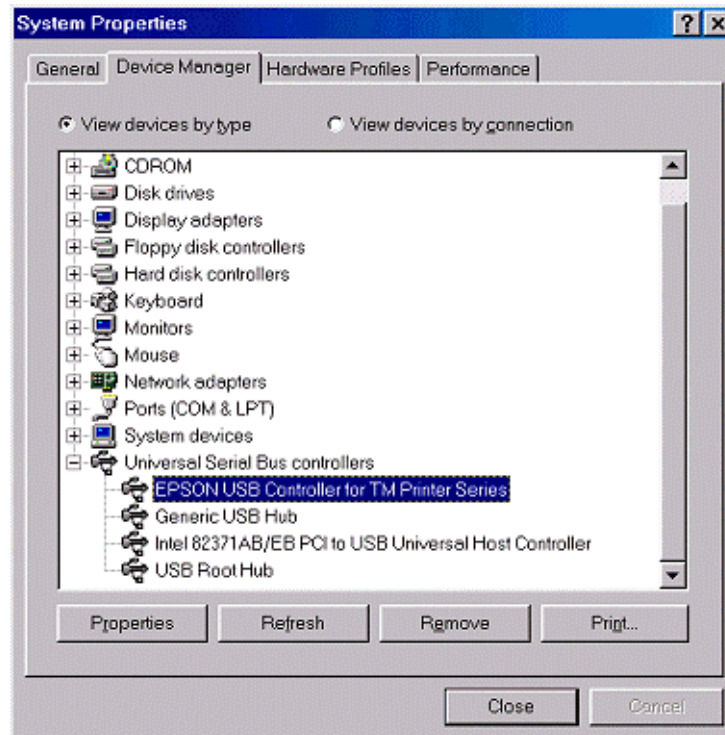 System Properties
General Device Manager Hardware Profiles Performance
View devices by type View devices by connection
CDROM
Disk drives
Display adapters
Floppy disk controllers
Hard disk controllers
Keyboard
Monitors
Mouse
Network adapters
Ports (COM & LPT)
System devices
Universal Serial Bus controllers
EPSON USB Controller for TM Printer Series
Generic USB Hub
Intel 82371AB/EB PCI to USB Universal Host Controller
USB Root Hub
Properties Refresh Remove Print...
Close Cancel